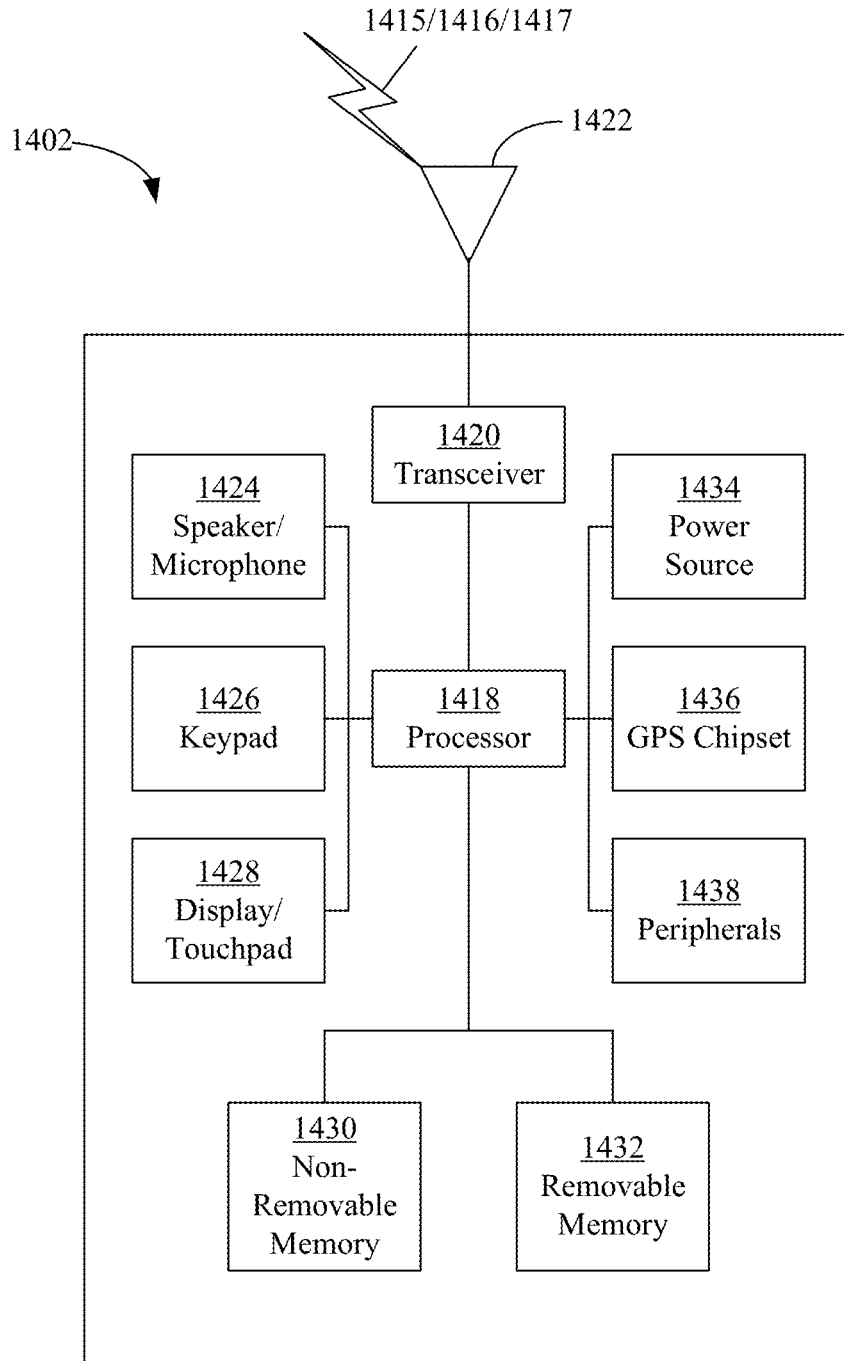 1415/1416/1417
1422
1402
1420
Transceiver
1424
Speaker/
Microphone
1434
Power
Source
1426
Keypad
1418
Processor
1436
GPS Chipset
1428
Display/
Touchpad
1438
Peripherals
1430
Non-
Removable
Memory
1432
Removable
Memory